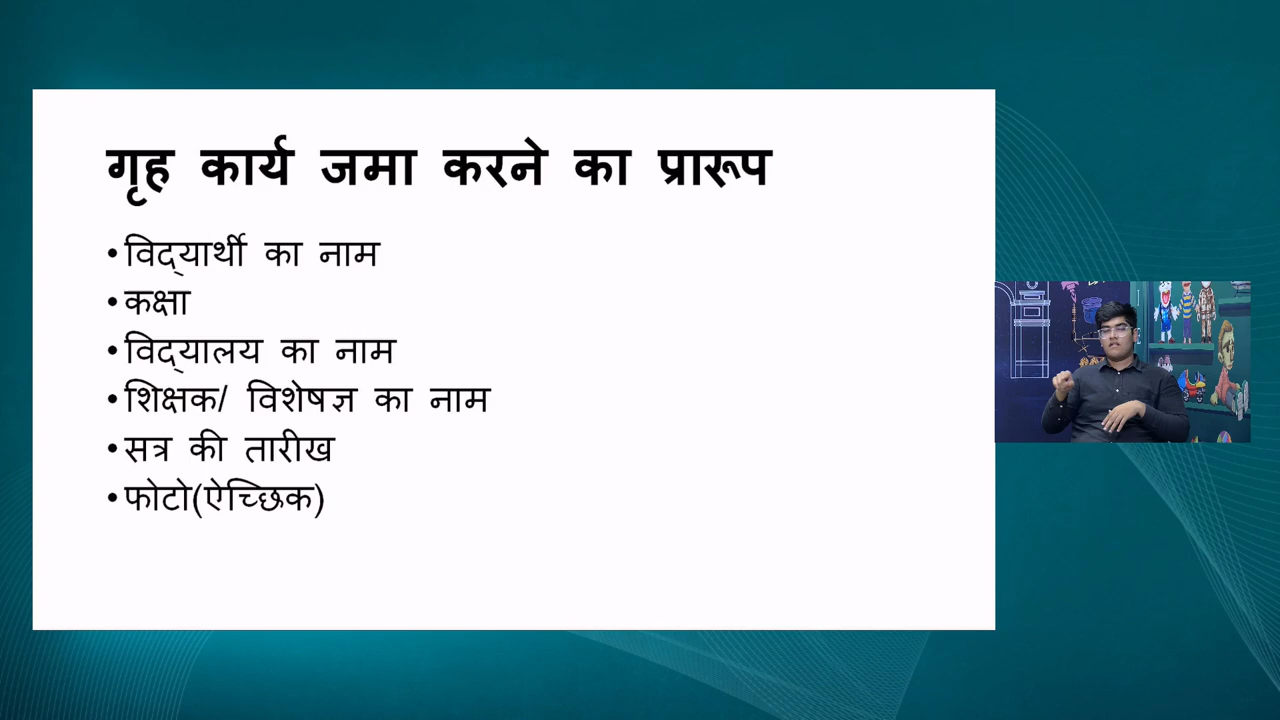 गृह कार्य जमा करने का प्रारूप
•विद्‌यार्थी का नाम
•कक्षा
•विद्‌यालय का नाम
•शिक्षक/ विशेषज्ञ का नाम
•सत्र की तारीख
•फोटो(ऐच्छिक)